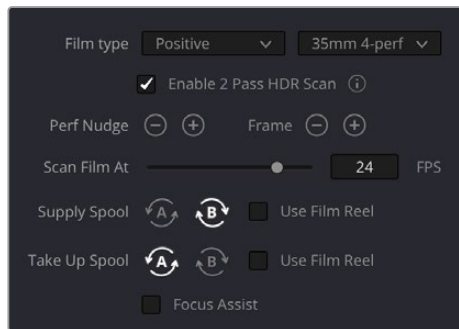 Film type Positive 35mm 4-perf
Enable 2 Pass HDR Scan
Perf Nudge Frame
Scan Film At 24 FPS
Supply Spool A B Use Film Reel
Take Up Spool A B Use Film Reel
Focus Assist